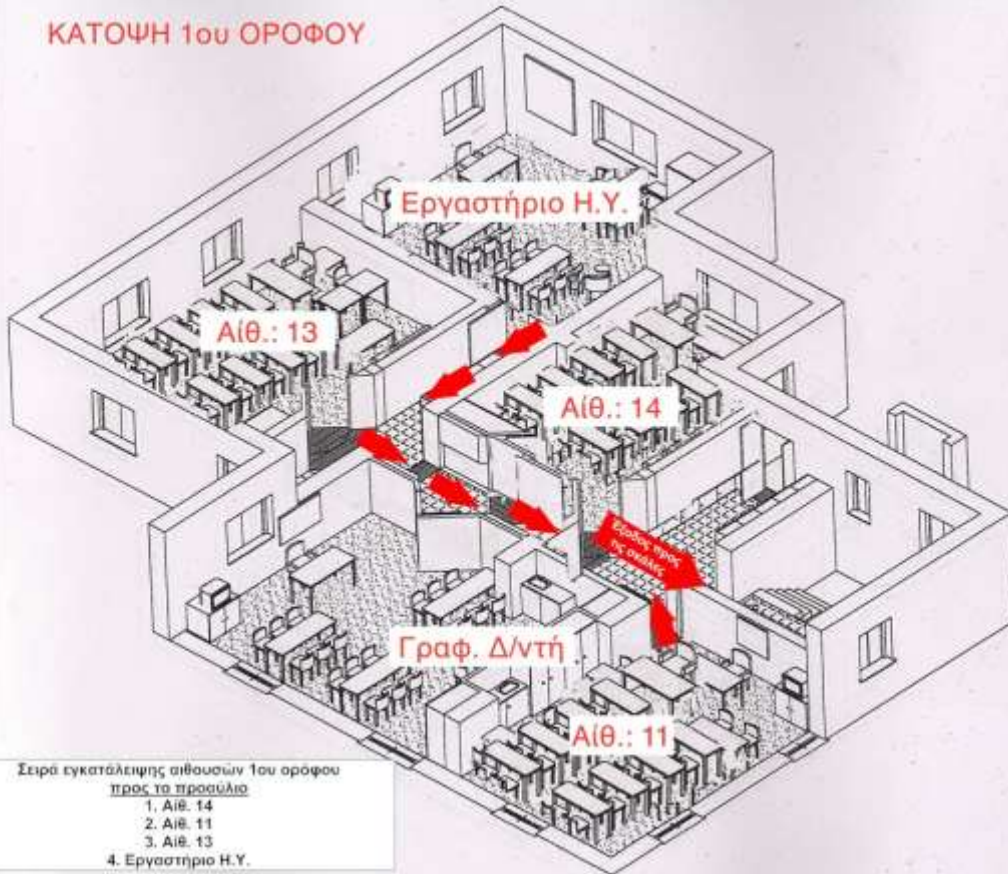 ΚΑΤΟΨΗ 1ου ΟΡΟΦΟΥ
Εργαστήριο Η.Υ.
Αίθ.: 13
Αίθ.: 14
Έξοδος προς
τις σκάλες
Γραφ. Δ/ντή
Αίθ.: 11
Σειρά εγκατάλειψης αιθουσών 1ου ορόφου
προς το προαύλιο
1. Αίθ. 14
2. Αίθ. 11
3. Αίθ. 13
4. Εργαστήριο Η.Υ.